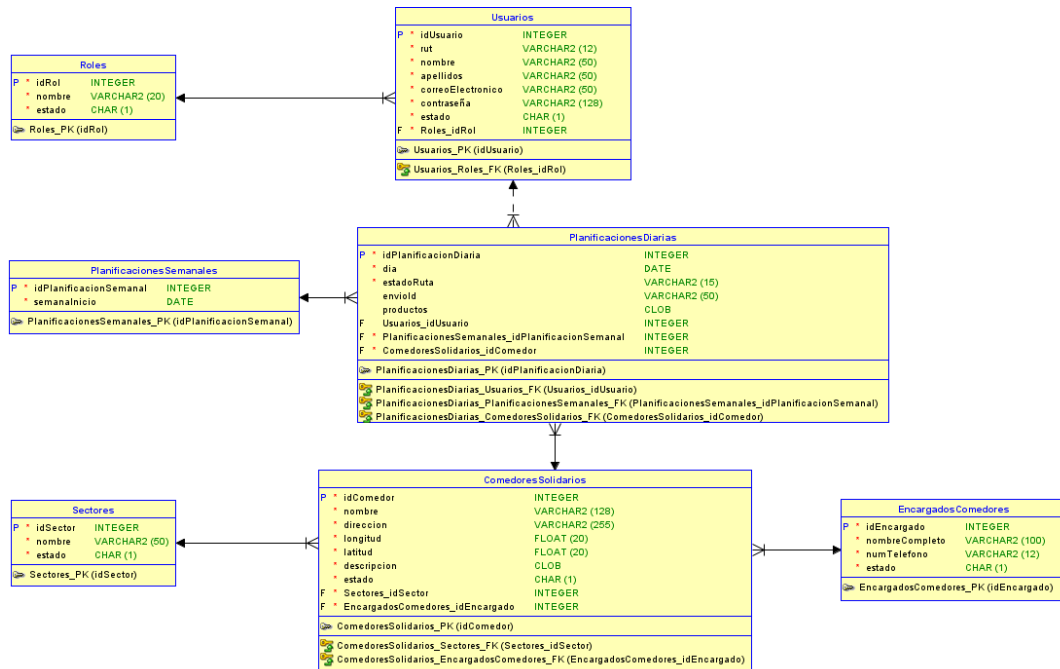 Usuarios
P * idUsuario INTEGER
* rut VARCHAR2 (12)
* nombre VARCHAR2 (50)
* apellidos VARCHAR2 (50)
* correoElectronico VARCHAR2 (50)
* contraseña VARCHAR2 (128)
* estado CHAR (1)
F * Roles_idRol INTEGER
Usuarios_PK (idUsuario)
Usuarios_Roles_FK (Roles_idRol)
Roles
P * idRol INTEGER
* nombre VARCHAR2 (20)
* estado CHAR (1)
Roles_PK (idRol)
PlanificacionesDiarias
P * idPlanificacionDiaria INTEGER
* dia DATE
* estadoRuta VARCHAR2 (15)
envioId VARCHAR2 (50)
productos CLOB
F Usuarios_idUsuario INTEGER
F * PlanificacionesSemanales_idPlanificacionSemanal INTEGER
F * ComedoresSolidarios_idComedor INTEGER
PlanificacionesDiarias_PK (idPlanificacionDiaria)
PlanificacionesDiarias_Usuarios_FK (Usuarios_idUsuario)
PlanificacionesDiarias_PlanificacionesSemanales_FK (PlanificacionesSemanales_idPlanificacionSemanal)
PlanificacionesDiarias_ComedoresSolidarios_FK (ComedoresSolidarios_idComedor)
PlanificacionesSemanales
P * idPlanificacionSemanal INTEGER
* semanaInicio DATE
PlanificacionesSemanales_PK (idPlanificacionSemanal)
ComedoresSolidarios
P * idComedor INTEGER
* nombre VARCHAR2 (128)
* direccion VARCHAR2 (255)
* longitud FLOAT (20)
* latitud FLOAT (20)
* descripcion CLOB
* estado CHAR (1)
F * Sectores_idSector INTEGER
F * EncargadosComedores_idEncargado INTEGER
ComedoresSolidarios_PK (idComedor)
ComedoresSolidarios_Sectores_FK (Sectores_idSector)
ComedoresSolidarios_EncargadosComedores_FK (EncargadosComedores_idEncargado)
Sectores
P * idSector INTEGER
* nombre VARCHAR2 (50)
* estado CHAR (1)
Sectores_PK (idSector)
EncargadosComedores
P * idEncargado INTEGER
* nombreCompleto VARCHAR2 (100)
* numTelefono VARCHAR2 (12)
* estado CHAR (1)
EncargadosComedores_PK (idEncargado)